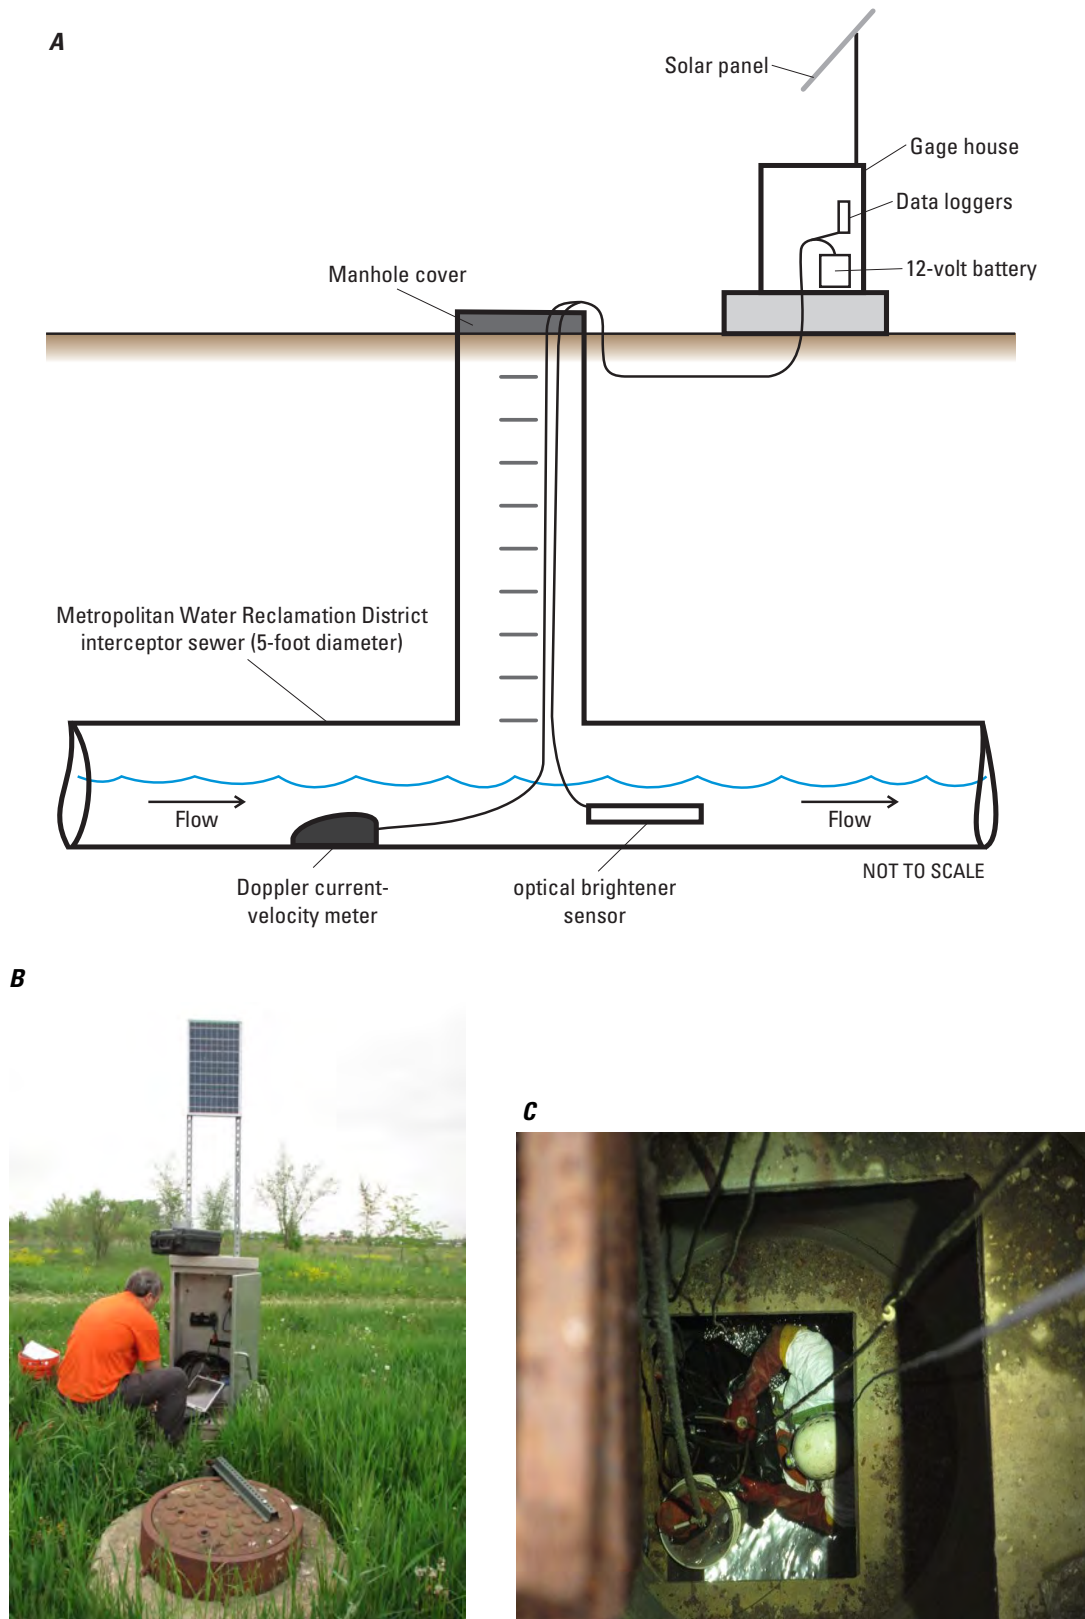 A
Solar panel
Gage house
Data loggers
12-volt battery
Manhole cover
Metropolitan Water Reclamation District
interceptor sewer (5-foot diameter)
Flow
Flow
NOT TO SCALE
Doppler current-
velocity meter
optical brightener
sensor
B
C